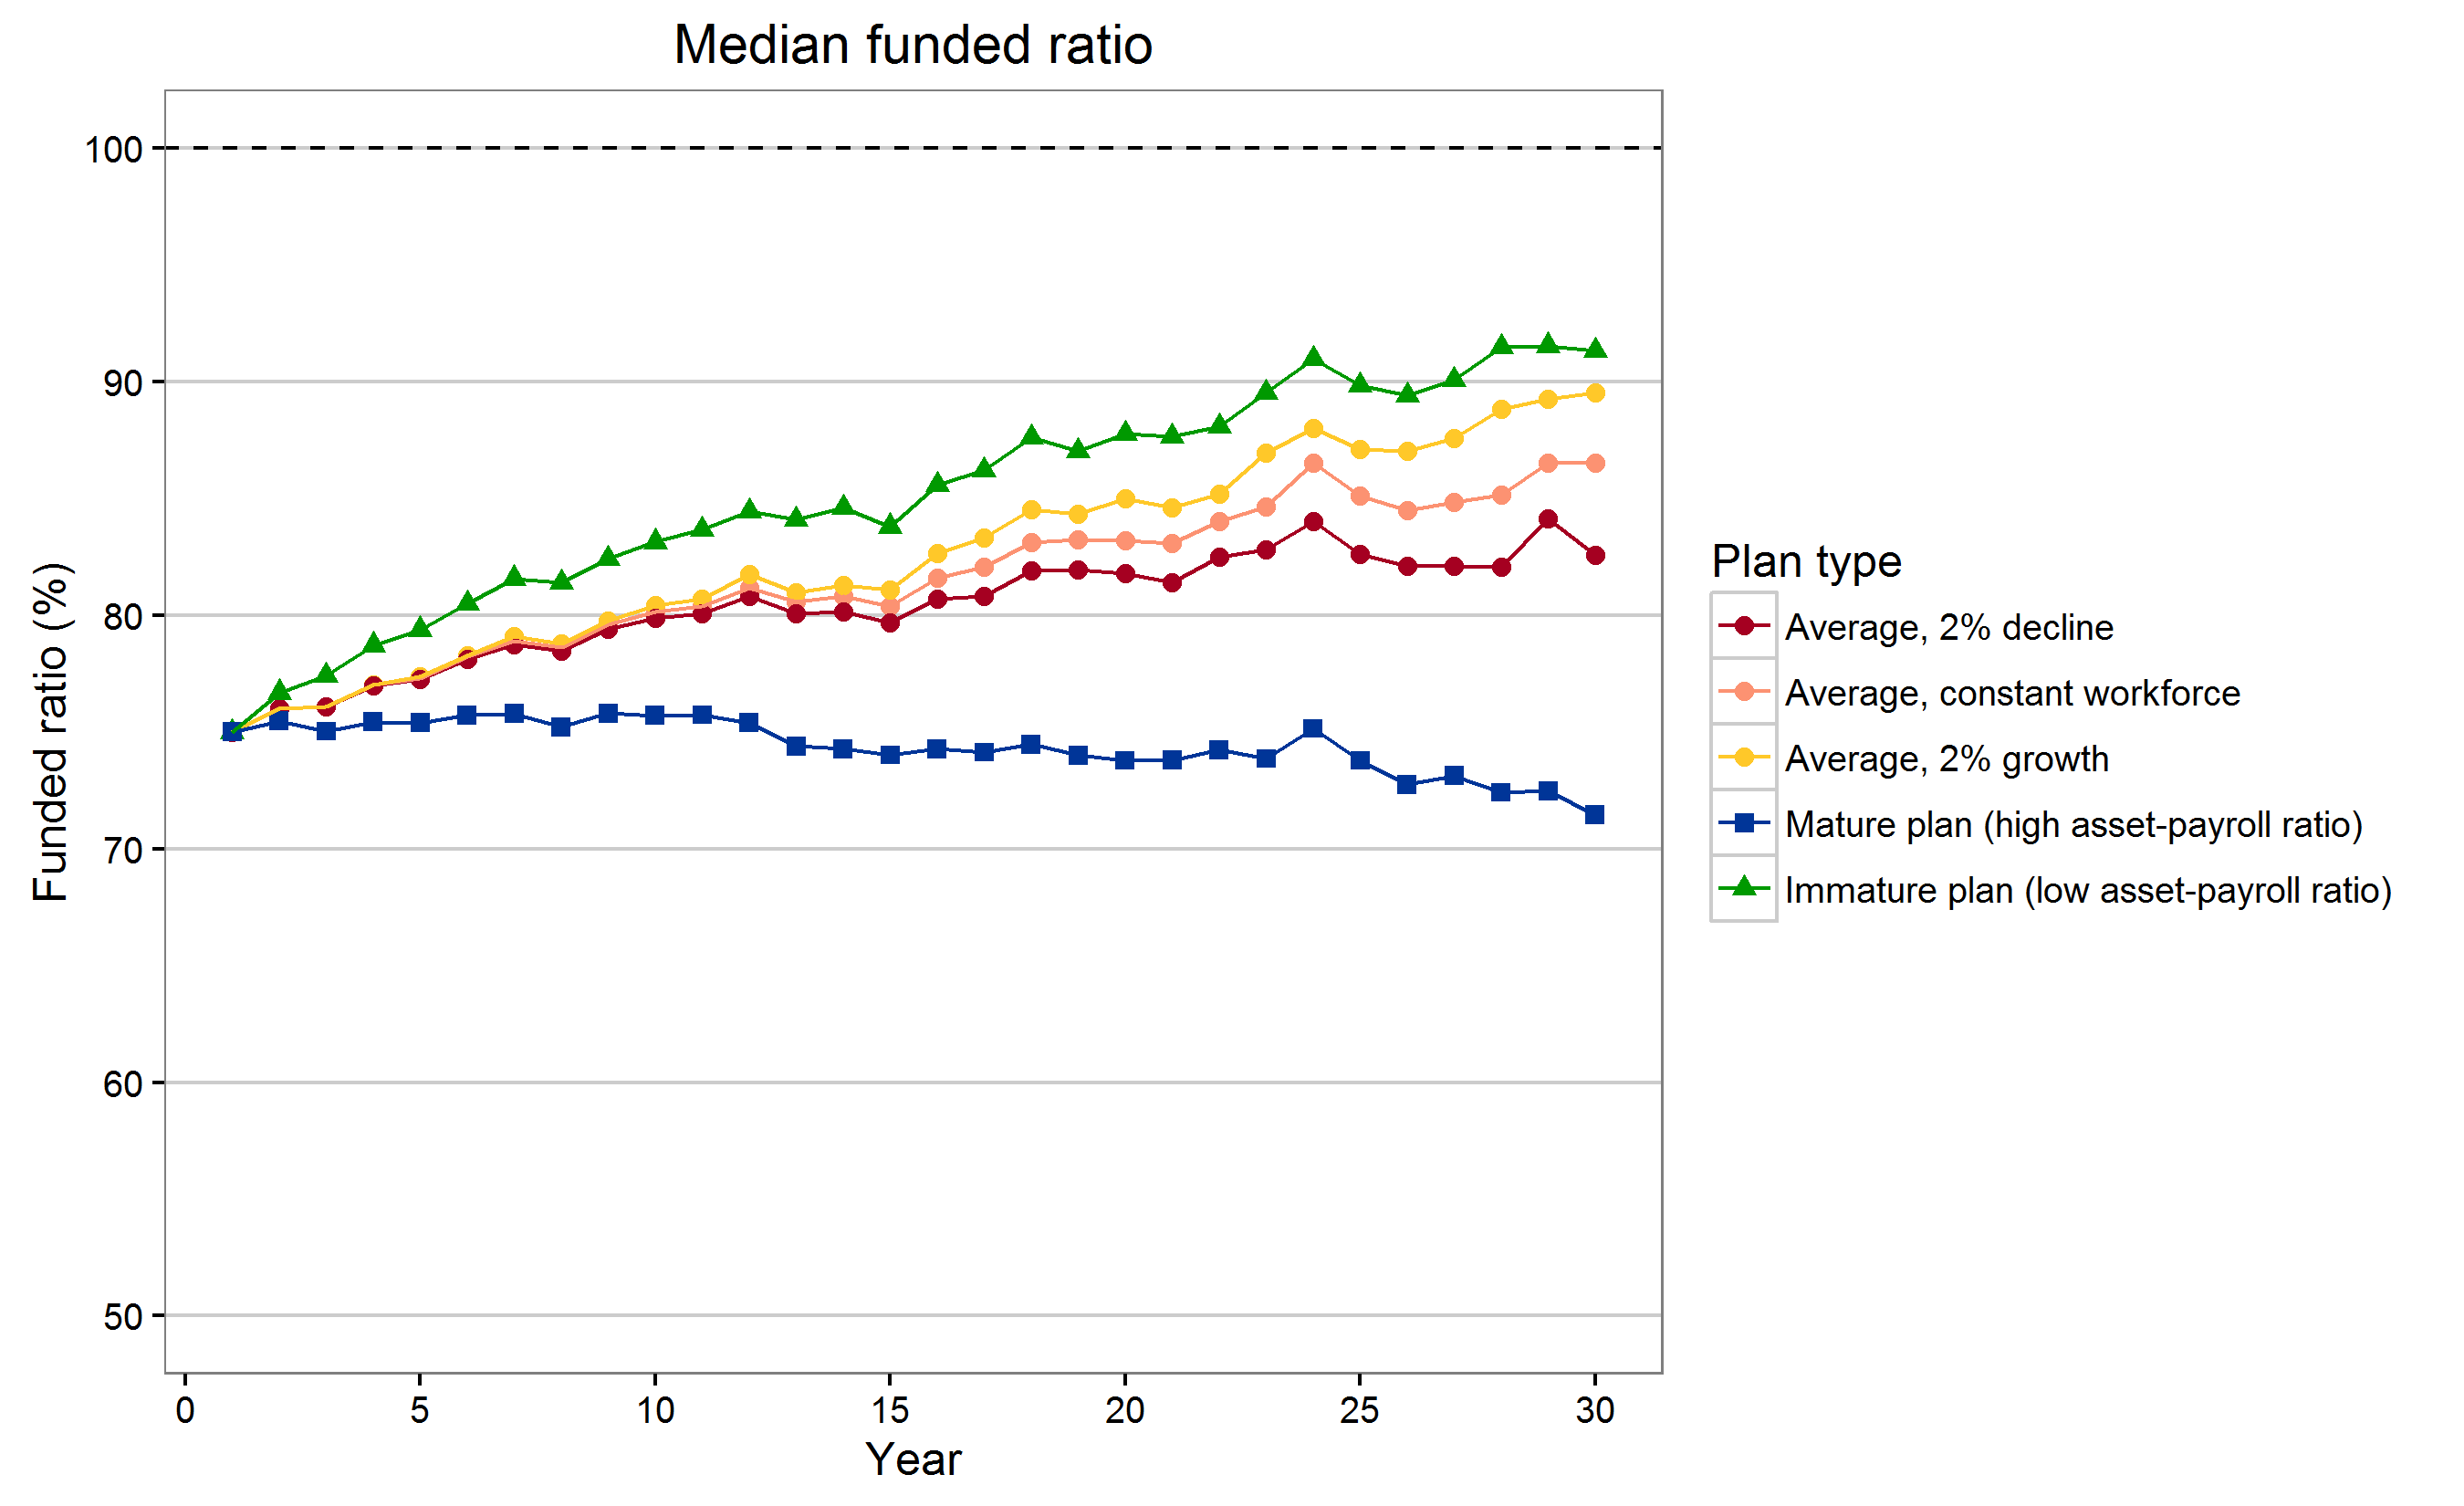 Median funded ratio
Funded ratio (%)
100
90
80
70
60
50
0 5 10 15 20 25 30
Year
Plan type
Average, 2% decline
Average, constant workforce
Average, 2% growth
Mature plan (high asset-payroll ratio)
Immature plan (low asset-payroll ratio)